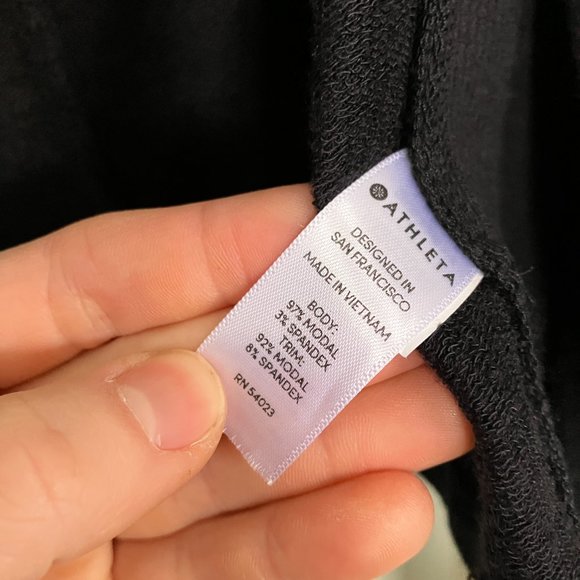 ATHLETA
DESIGNED IN
SAN FRANCISCO
MADE IN VIETNAM
BODY:
97% MODAL
3% SPANDEX
TRIM:
92% MODAL
8% SPANDEX
RN 54023